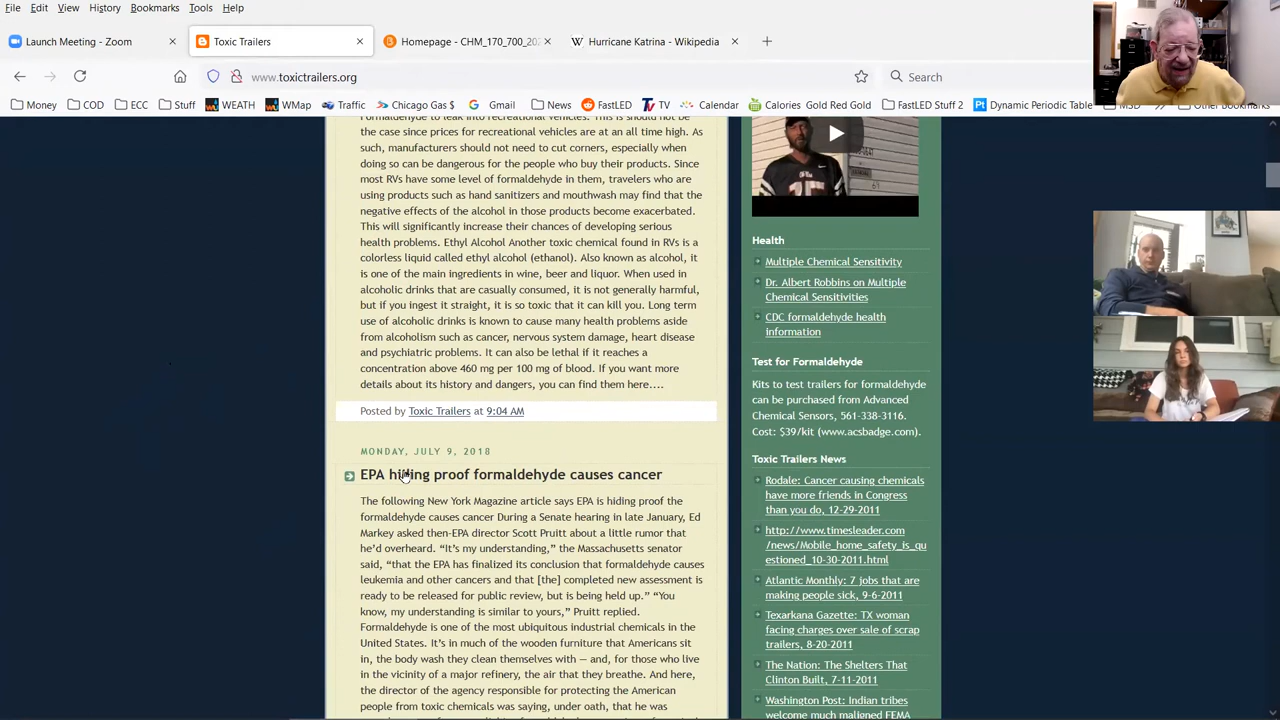 File Edit View History Bookmarks Tools Help
Launch Meeting - Zoom
Toxic Trailers
Homepage - CHM_170_700_20
Hurricane Katrina - Wikipedia
www.toxictrailers.org
Search
Money COD ECC Stuff WEATH WMap Traffic Chicago Gas $ Gmail News FastLED TV Calendar Calories Gold Red Gold FastLED Stuff 2 Dynamic Periodic Table
Formaldehyde to leak into recreational vehicles. This is should not be
the case since prices for recreational vehicles are at an all time high. As
such, manufacturers should not need to cut corners, especially when
doing so can be dangerous for the people who buy their products. Since
most RVs have some level of formaldehyde in them, travelers who are
using products such as hand sanitizers and mouthwash may find that the
negative effects of the alcohol in those products become exacerbated.
This will significantly increase their chances of developing serious
health problems. Ethyl Alcohol Another toxic chemical found in RVs is a
colorless liquid called ethyl alcohol (ethanol). Also known as alcohol, it
is one of the main ingredients in wine, beer and liquor. When used in
alcoholic drinks that are casually consumed, it is not generally harmful,
but if you ingest it straight, it is so toxic that it can kill you. Long term
use of alcoholic drinks is known to cause many health problems aside
from alcoholism such as cancer, nervous system damage, heart disease
and psychiatric problems. It can also be lethal if it reaches a
concentration above 460 mg per 100 mg of blood. If you want more
details about its history and dangers, you can find them here....
Posted by Toxic Trailers at 9:04 AM
MONDAY, JULY 9, 2018
EPA hiding proof formaldehyde causes cancer
The following New York Magazine article says EPA is hiding proof the
formaldehyde causes cancer During a Senate hearing in late January, Ed
Markey asked then-EPA director Scott Pruitt about a little rumor that
he’d overheard. “It’s my understanding,” the Massachusetts senator
said, “that the EPA has finalized its conclusion that formaldehyde causes
leukemia and other cancers and that [the] completed new assessment is
ready to be released for public review, but is being held up.” “You
know, my understanding is similar to yours,” Pruitt replied.
Formaldehyde is one of the most ubiquitous industrial chemicals in the
United States. It’s in much of the wooden furniture that Americans sit
in, the body wash they clean themselves with — and, for those who live
in the vicinity of a major refinery, the air that they breathe. And here,
the director of the agency responsible for protecting the American
people from toxic chemicals was saying, under oath, that he was
Health
Multiple Chemical Sensitivity
Dr. Albert Robbins on Multiple
Chemical Sensitivities
CDC formaldehyde health
information
Test for Formaldehyde
Kits to test trailers for formaldehyde
can be purchased from Advanced
Chemical Sensors, 561-338-3116.
Cost: $39/kit (www.acsbadge.com).
Toxic Trailers News
Rodale: Cancer causing chemicals
have more friends in Congress
than you do, 12-29-2011
http://www.timesleader.com
/news/Mobile_home_safety_is_qu
estioned_10-30-2011.html
Atlantic Monthly: 7 jobs that are
making people sick, 9-6-2011
Texarkana Gazette: TX woman
facing charges over sale of scrap
trailers, 8-20-2011
The Nation: The Shelters That
Clinton Built, 7-11-2011
Washington Post: Indian tribes
welcome much maligned FEMA